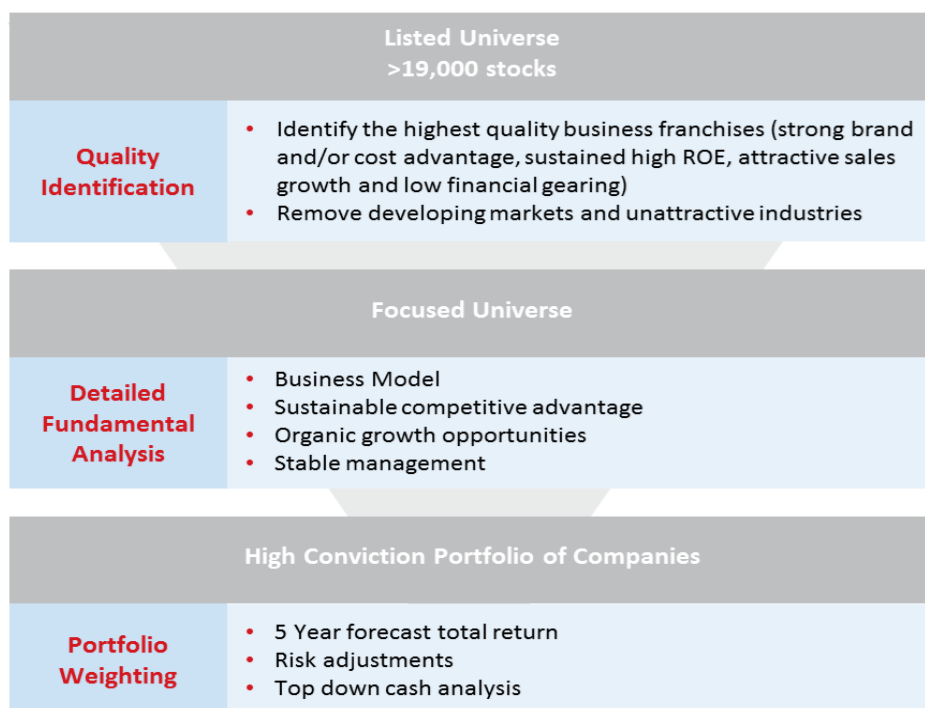 Listed Universe
>19,000 stocks
Quality
Identification
• Identify the highest quality business franchises (strong brand
and/or cost advantage, sustained high ROE, attractive sales
growth and low financial gearing)
• Remove developing markets and unattractive industries
Focused Universe
Detailed
Fundamental
Analysis
• Business Model
• Sustainable competitive advantage
• Organic growth opportunities
• Stable management
High Conviction Portfolio of Companies
Portfolio
Weighting
• 5 Year forecast total return
• Risk adjustments
• Top down cash analysis